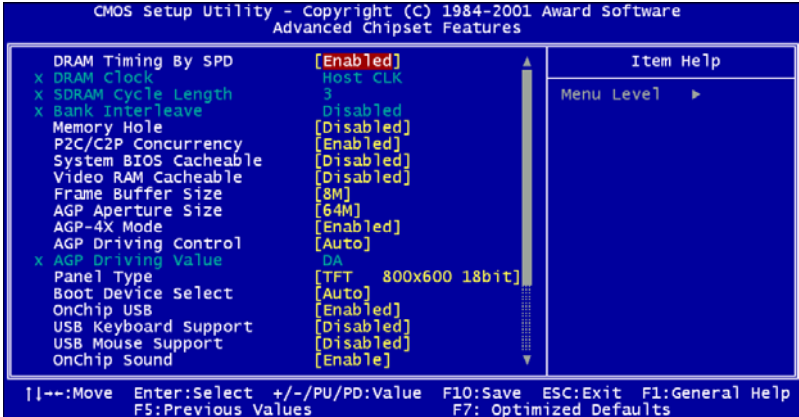 CMOS Setup Utility – Copyright (C) 1984-2001 Award Software
Advanced Chipset Features
DRAM Timing By SPD [Enabled]
x DRAM Clock Host CLK
x SDRAM Cycle Length 3
x Bank Interleave Disabled
Memory Hole [Disabled]
P2C/C2P Concurrency [Enabled]
System BIOS Cacheable [Disabled]
Video RAM Cacheable [Disabled]
Frame Buffer Size [8M]
AGP Aperture Size [64M]
AGP-4X Mode [Enabled]
AGP Driving Control [Auto]
x AGP Driving Value DA
Panel Type [TFT 800x600 18bit]
Boot Device Select [Auto]
OnChip USB [Enabled]
USB Keyboard Support [Disabled]
USB Mouse Support [Disabled]
OnChip Sound [Enable]
Item Help
Menu Level ▶
↑↓→←:Move Enter:Select +/-/PU/PD:Value F10:Save ESC:Exit F1:General Help
F5:Previous Values F7: Optimized Defaults